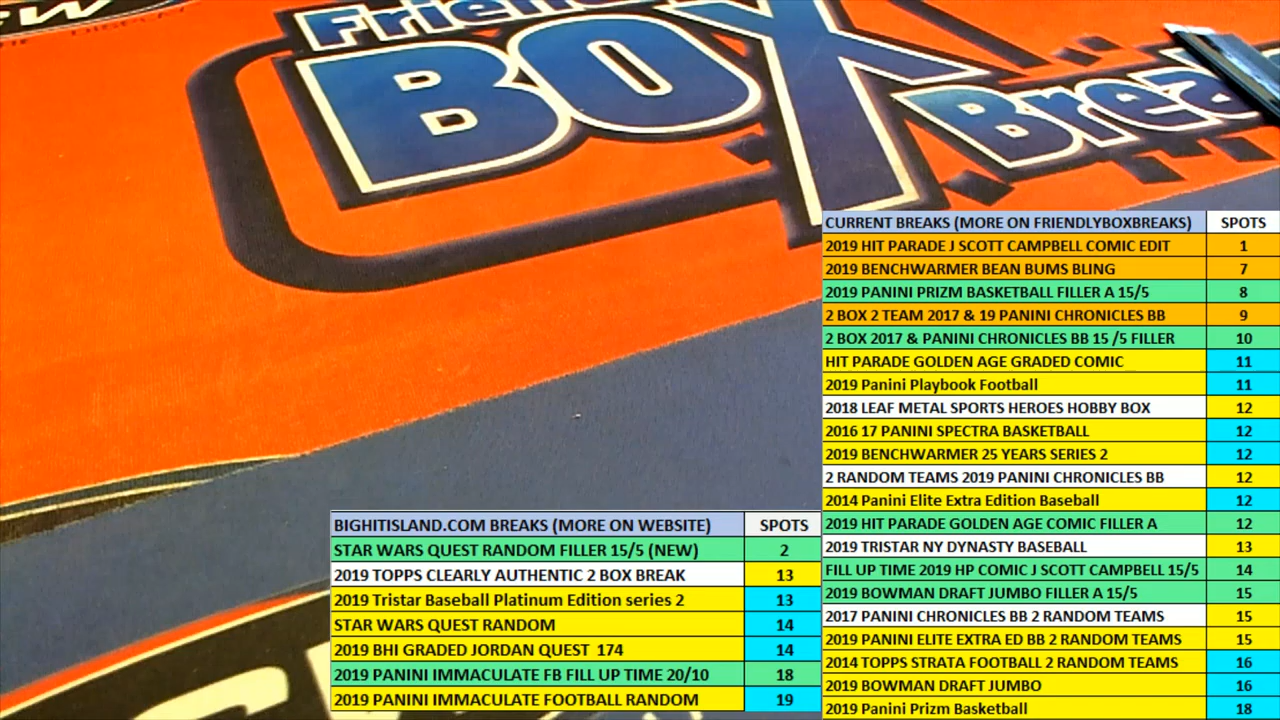 Friendly
BOX
Break
CURRENT BREAKS (MORE ON FRIENDLYBOXBREAKS) SPOTS
2019 HIT PARADE J SCOTT CAMPBELL COMIC EDIT 1
2019 BENCHWARMER BEAN BUMS BLING 7
2019 PANINI PRIZM BASKETBALL FILLER A 15/5 8
2 BOX 2 TEAM 2017 & 19 PANINI CHRONICLES BB 9
2 BOX 2017 & PANINI CHRONICLES BB 15 /5 FILLER 10
HIT PARADE GOLDEN AGE GRADED COMIC 11
2019 Panini Playbook Football 11
2018 LEAF METAL SPORTS HEROES HOBBY BOX 12
2016 17 PANINI SPECTRA BASKETBALL 12
2019 BENCHWARMER 25 YEARS SERIES 2 12
2 RANDOM TEAMS 2019 PANINI CHRONICLES BB 12
2014 Panini Elite Extra Edition Baseball 12
2019 HIT PARADE GOLDEN AGE COMIC FILLER A 12
2019 TRISTAR NY DYNASTY BASEBALL 13
FILL UP TIME 2019 HP COMIC J SCOTT CAMPBELL 15/5 14
2019 BOWMAN DRAFT JUMBO FILLER A 15/5 15
2017 PANINI CHRONICLES BB 2 RANDOM TEAMS 15
2019 PANINI ELITE EXTRA ED BB 2 RANDOM TEAMS 15
2014 TOPPS STRATA FOOTBALL 2 RANDOM TEAMS 16
2019 BOWMAN DRAFT JUMBO 16
2019 Panini Prizm Basketball 18
BIGHITISLAND.COM BREAKS (MORE ON WEBSITE) SPOTS
STAR WARS QUEST RANDOM FILLER 15/5 (NEW) 2
2019 TOPPS CLEARLY AUTHENTIC 2 BOX BREAK 13
2019 Tristar Baseball Platinum Edition series 2 13
STAR WARS QUEST RANDOM 14
2019 BHI GRADED JORDAN QUEST 174 14
2019 PANINI IMMACULATE FB FILL UP TIME 20/10 18
2019 PANINI IMMACULATE FOOTBALL RANDOM 19